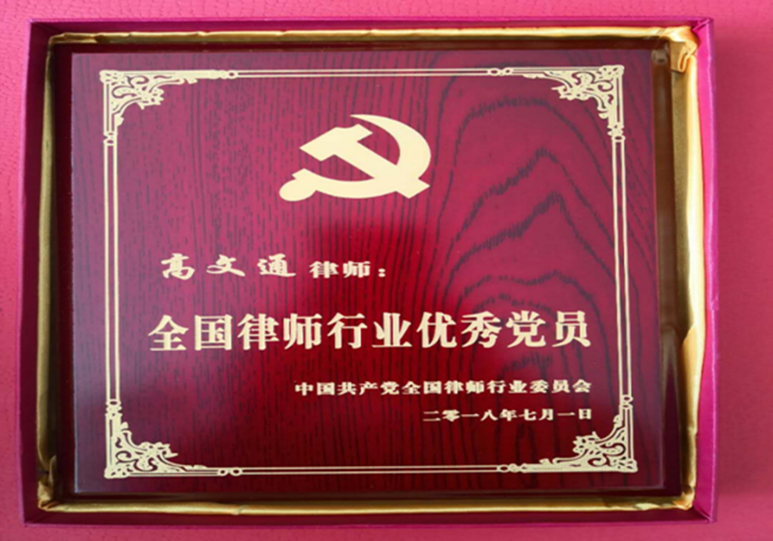 高文通律师：
全国律师行业优秀党员
中国共产党全国律师行业委员会
二零一八年七月一日